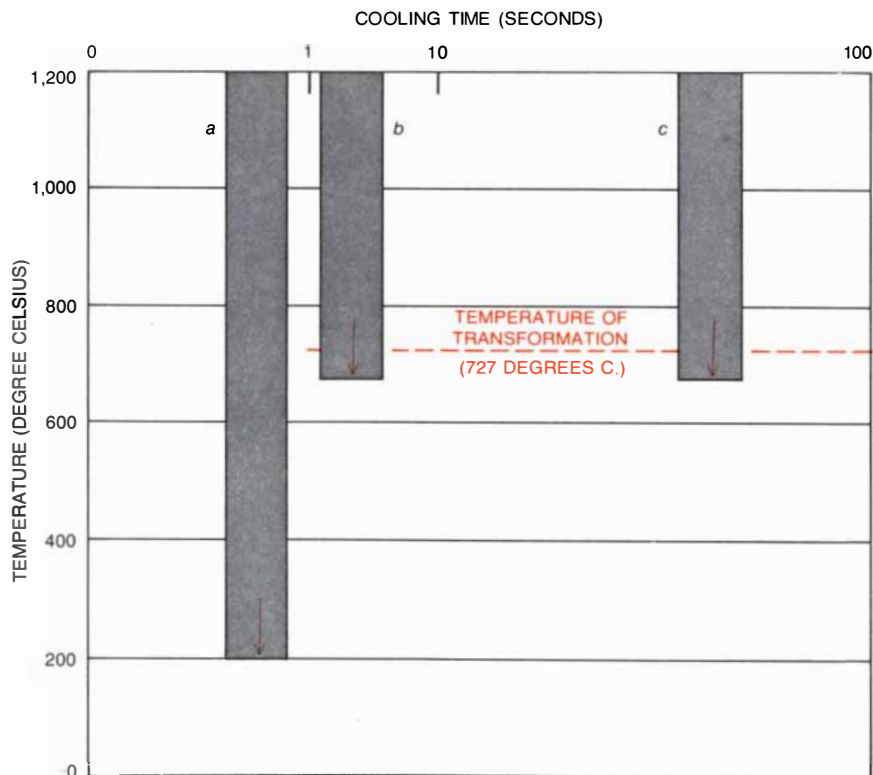 COOLING TIME (SECONDS)
0 1 10 100
1,200
a b c
1,000
TEMPERATURE (DEGREE CELSIUS)
800
TEMPERATURE OF
TRANSFORMATION
(727 DEGREES C.)
600
400
200
0